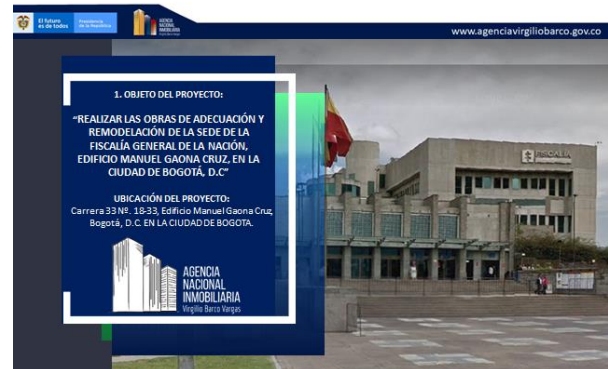 El futuro
es de todos
Presidencia
de la República
AGENCIA
NACIONAL
INMOBILIARIA
www.agenciavirgiliobarco.gov.co
1. OBJETO DEL PROYECTO:
“REALIZAR LAS OBRAS DE ADECUACIÓN Y
REMODELACIÓN DE LA SEDE DE LA
FISCALÍA GENERAL DE LA NACIÓN,
EDIFICIO MANUEL GAONA CRUZ, EN LA
CIUDAD DE BOGOTÁ, D.C”
UBICACIÓN DEL PROYECTO:
Carrera 33 Nº. 18-33, Edificio Manuel Gaona Cruz,
Bogotá, D.C. EN LA CIUDAD DE BOGOTA.
AGENCIA
NACIONAL
INMOBILIARIA
Virgilio Barco Vargas
FISCALÍA